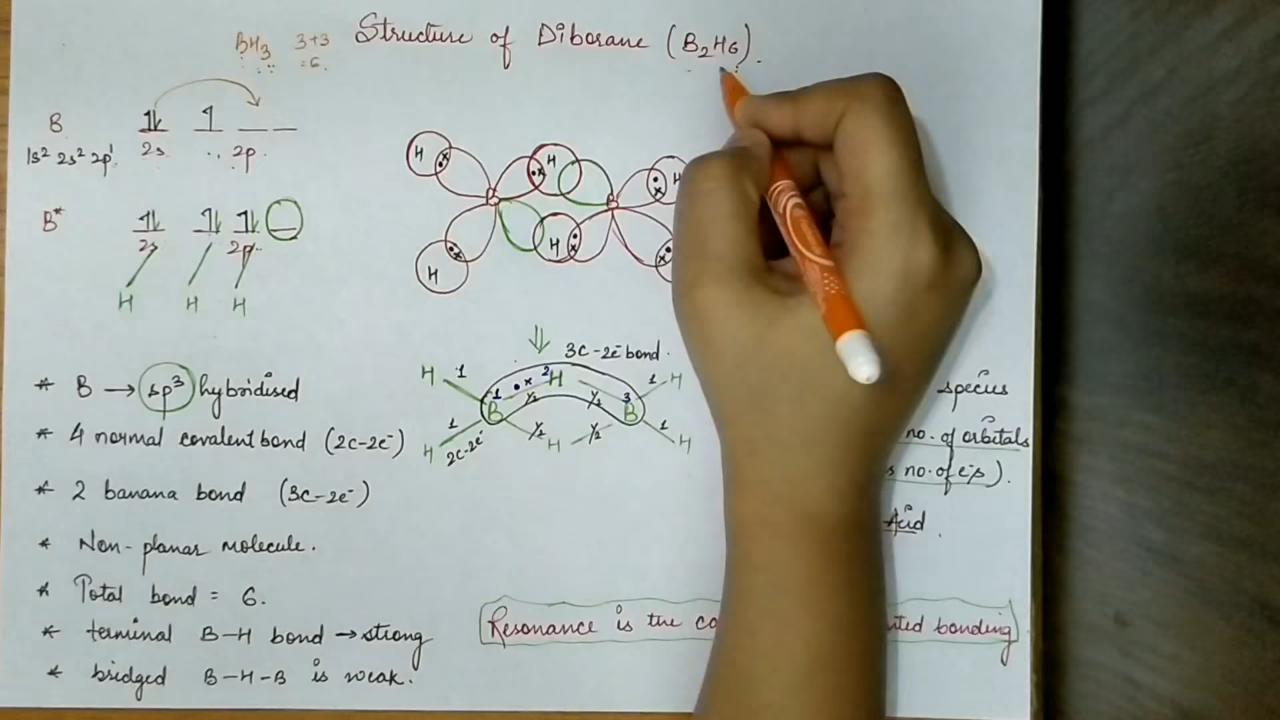 Structure of Diborane (B2H6).
BH3 3+3
=6.
B
1s² 2s² 2p¹
2s 2p
B*
2s 2p
H H H
H H H
H H
B B
3c-2e⁻ bond.
H 1 1 • x 2 H 3 1 H
B ½ ½ B
1 ½ ½ 1
H 2c-2e⁻ H H
* B → sp³ hybridised
* 4 normal covalent bond (2c-2e⁻)
* 2 banana bond (3c-2e⁻)
* Non-planar molecule.
* Total bond = 6.
* terminal B-H bond → strong
* bridged B-H-B is weak.
species
no. of orbitals
no. of e⁻s).
Acid.
Resonance is the bonding